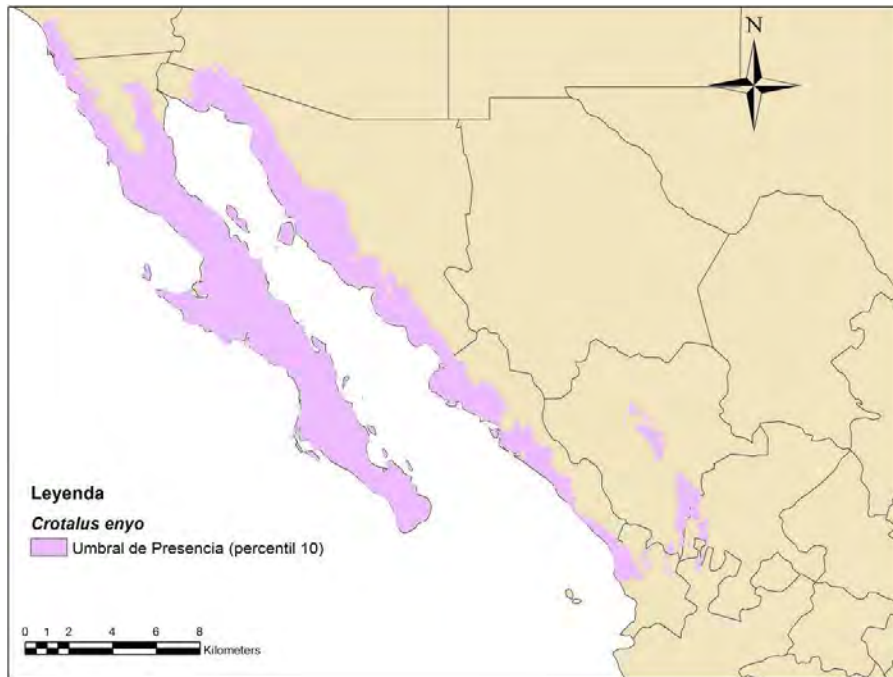 N
Leyenda
Crotalus enyo
Umbral de Presencia (percentil 10)
0 1 2 4 6 8
Kilometers